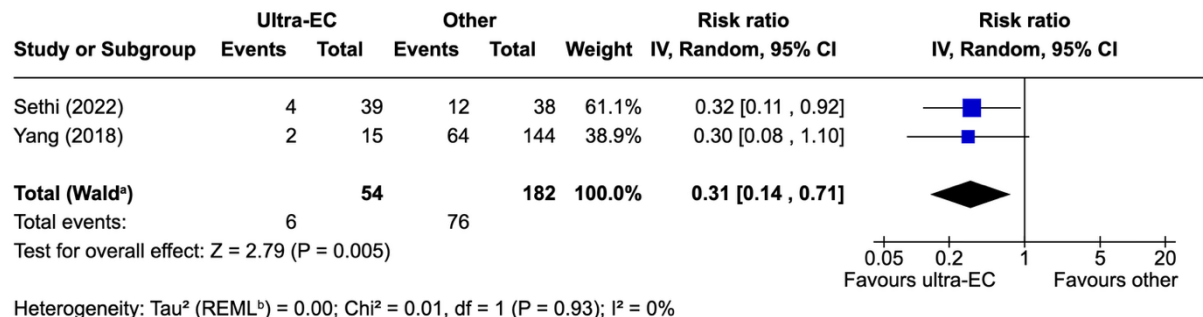 Ultra-EC Other Risk ratio Risk ratio
Study or Subgroup Events Total Events Total Weight IV, Random, 95% CI IV, Random, 95% CI
Sethi (2022) 4 39 12 38 61.1% 0.32 [0.11 , 0.92]
Yang (2018) 2 15 64 144 38.9% 0.30 [0.08 , 1.10]
Total (Waldᵃ) 54 182 100.0% 0.31 [0.14 , 0.71]
Total events: 6 76
Test for overall effect: Z = 2.79 (P = 0.005)
0.05 0.2 1 5 20
Favours ultra-EC Favours other
Heterogeneity: Tau² (REMLᵇ) = 0.00; Chi² = 0.01, df = 1 (P = 0.93); I² = 0%